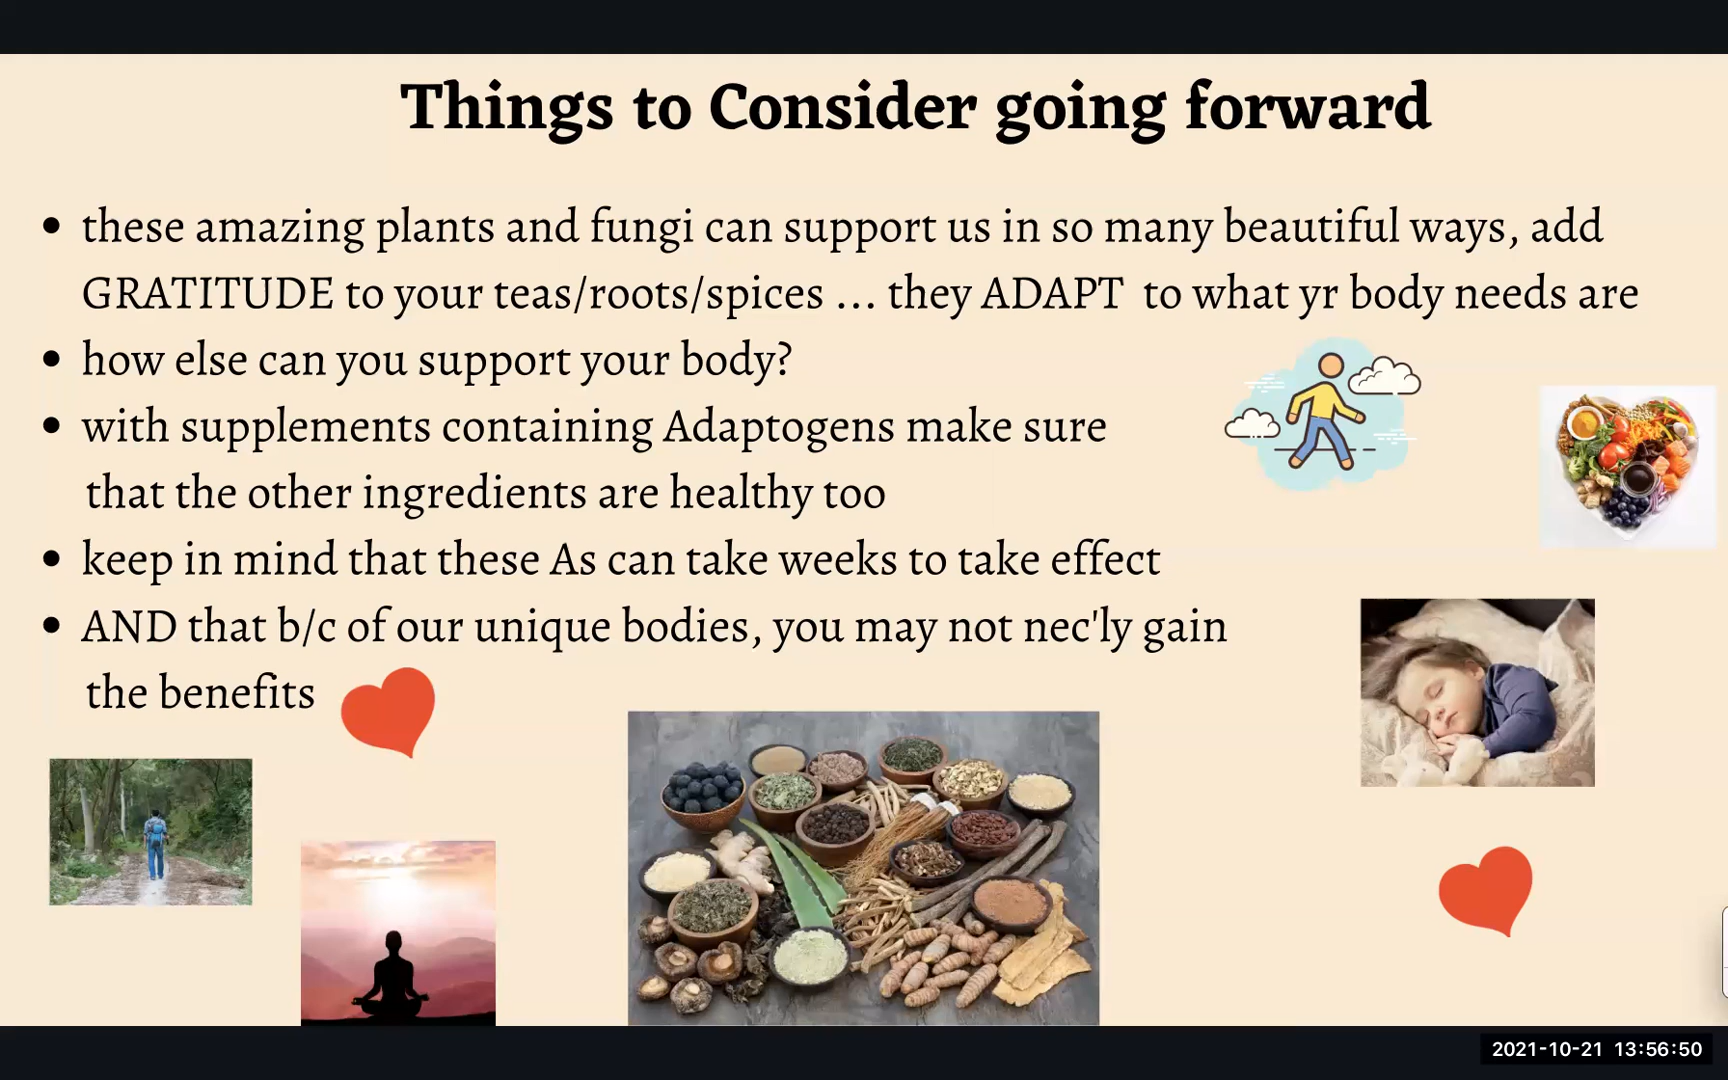 Things to Consider going forward
• these amazing plants and fungi can support us in so many beautiful ways, add
GRATITUDE to your teas/roots/spices ... they ADAPT to what yr body needs are
• how else can you support your body?
• with supplements containing Adaptogens make sure
that the other ingredients are healthy too
• keep in mind that these As can take weeks to take effect
• AND that b/c of our unique bodies, you may not nec'ly gain
the benefits
2021-10-21 13:56:50